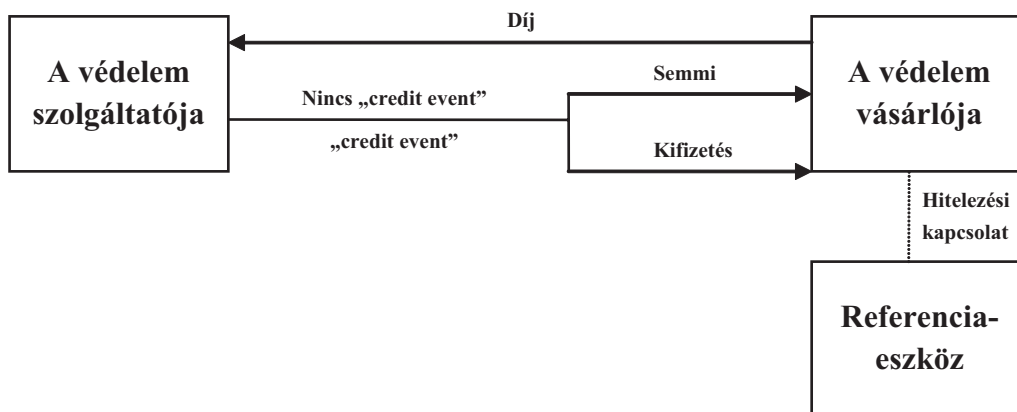 Díj
A védelem
szolgáltatója
Nincs „credit event”
„credit event”
Semmi
Kifizetés
A védelem
vásárlója
Hitelezési
kapcsolat
Referencia-
eszköz